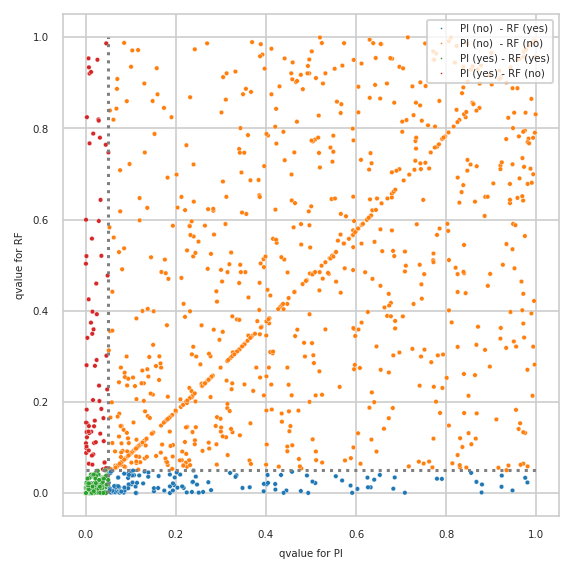 PI (no)  - RF (yes)
PI (no)  - RF (no)
PI (yes) - RF (yes)
PI (yes) - RF (no)
1.0
0.8
0.6
0.4
0.2
0.0
qvalue for RF
0.0 0.2 0.4 0.6 0.8 1.0
qvalue for PI